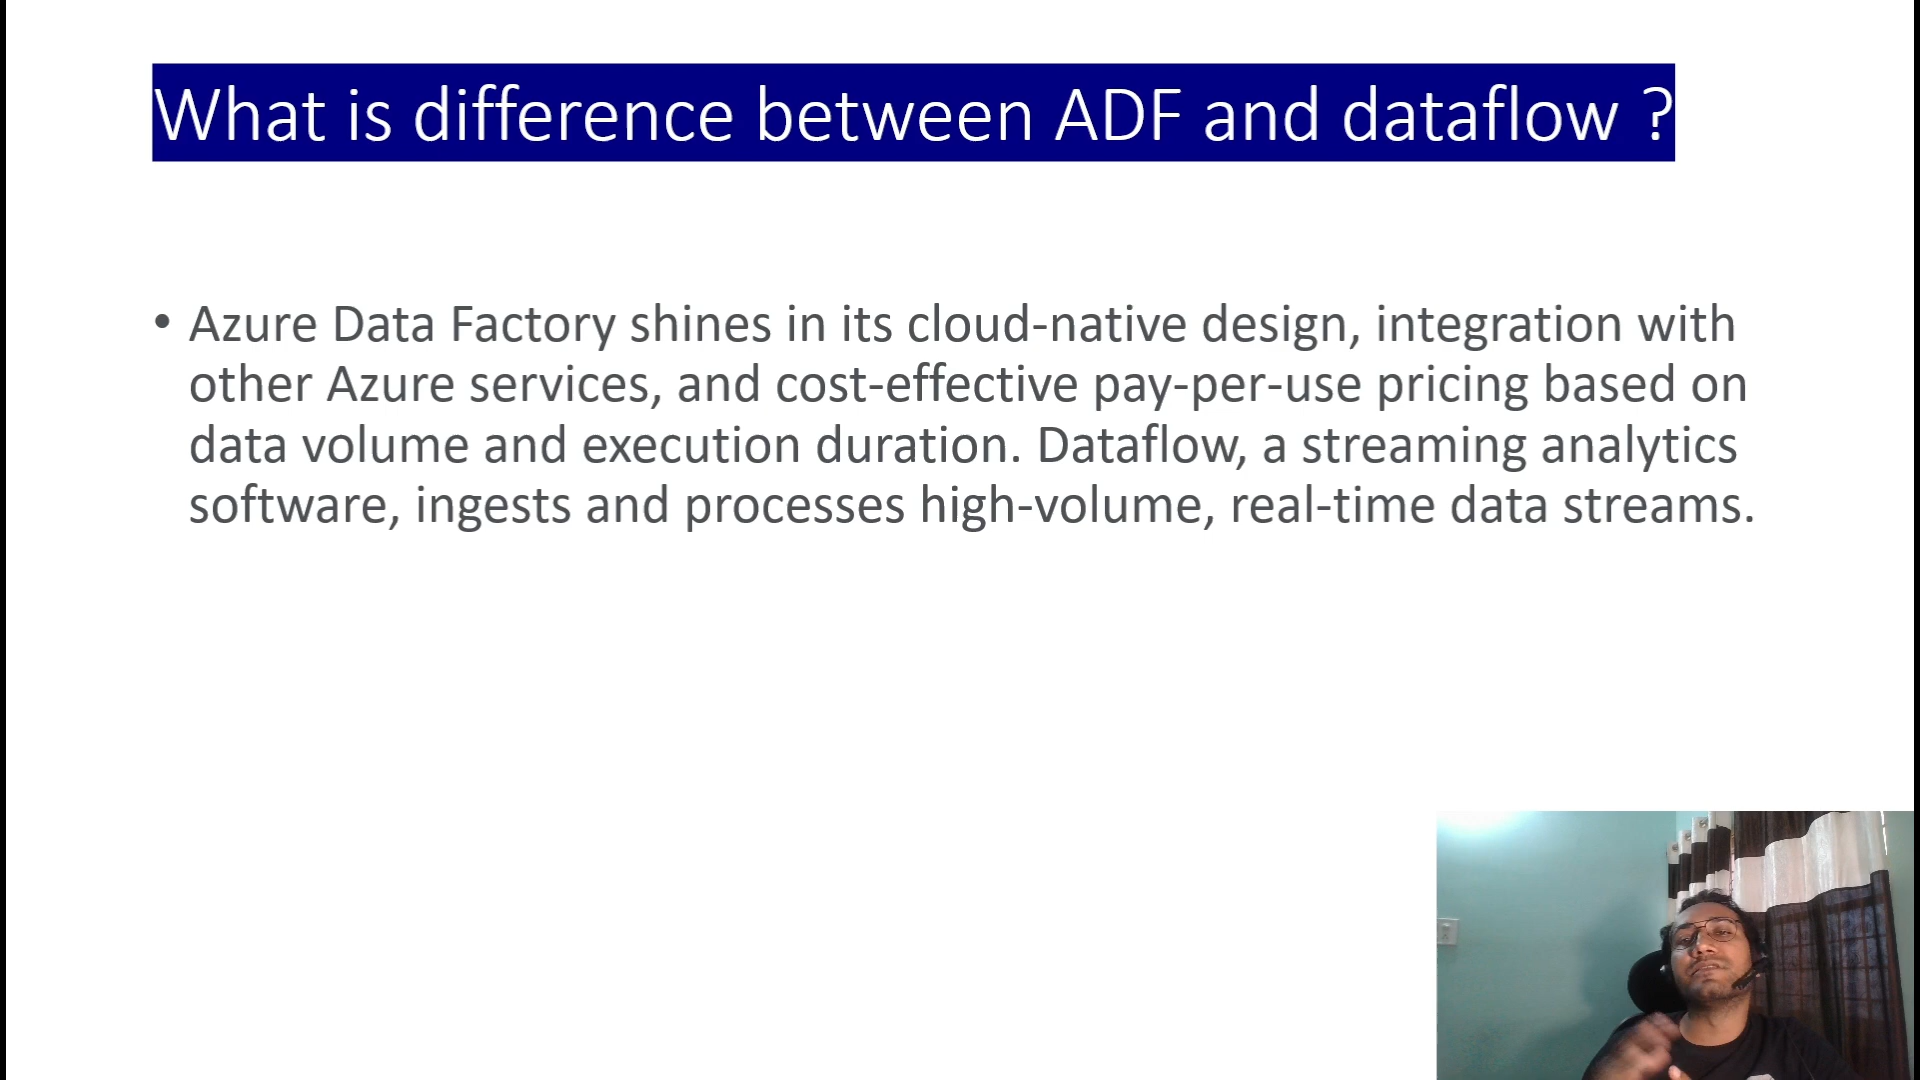 What is difference between ADF and dataflow ?
• Azure Data Factory shines in its cloud-native design, integration with
other Azure services, and cost-effective pay-per-use pricing based on
data volume and execution duration. Dataflow, a streaming analytics
software, ingests and processes high-volume, real-time data streams.